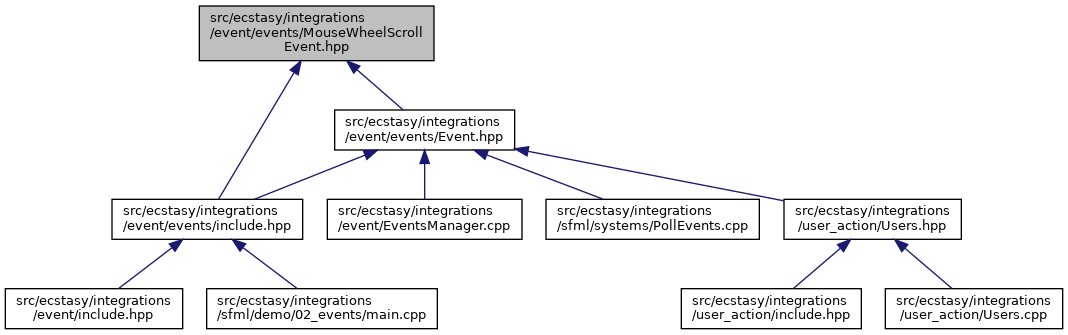 src/ecstasy/integrations
/event/events/MouseWheelScroll
Event.hpp
src/ecstasy/integrations
/event/events/Event.hpp
src/ecstasy/integrations
/event/events/include.hpp
src/ecstasy/integrations
/event/EventsManager.cpp
src/ecstasy/integrations
/sfml/systems/PollEvents.cpp
src/ecstasy/integrations
/user_action/Users.hpp
src/ecstasy/integrations
/event/include.hpp
src/ecstasy/integrations
/sfml/demo/02_events/main.cpp
src/ecstasy/integrations
/user_action/include.hpp
src/ecstasy/integrations
/user_action/Users.cpp